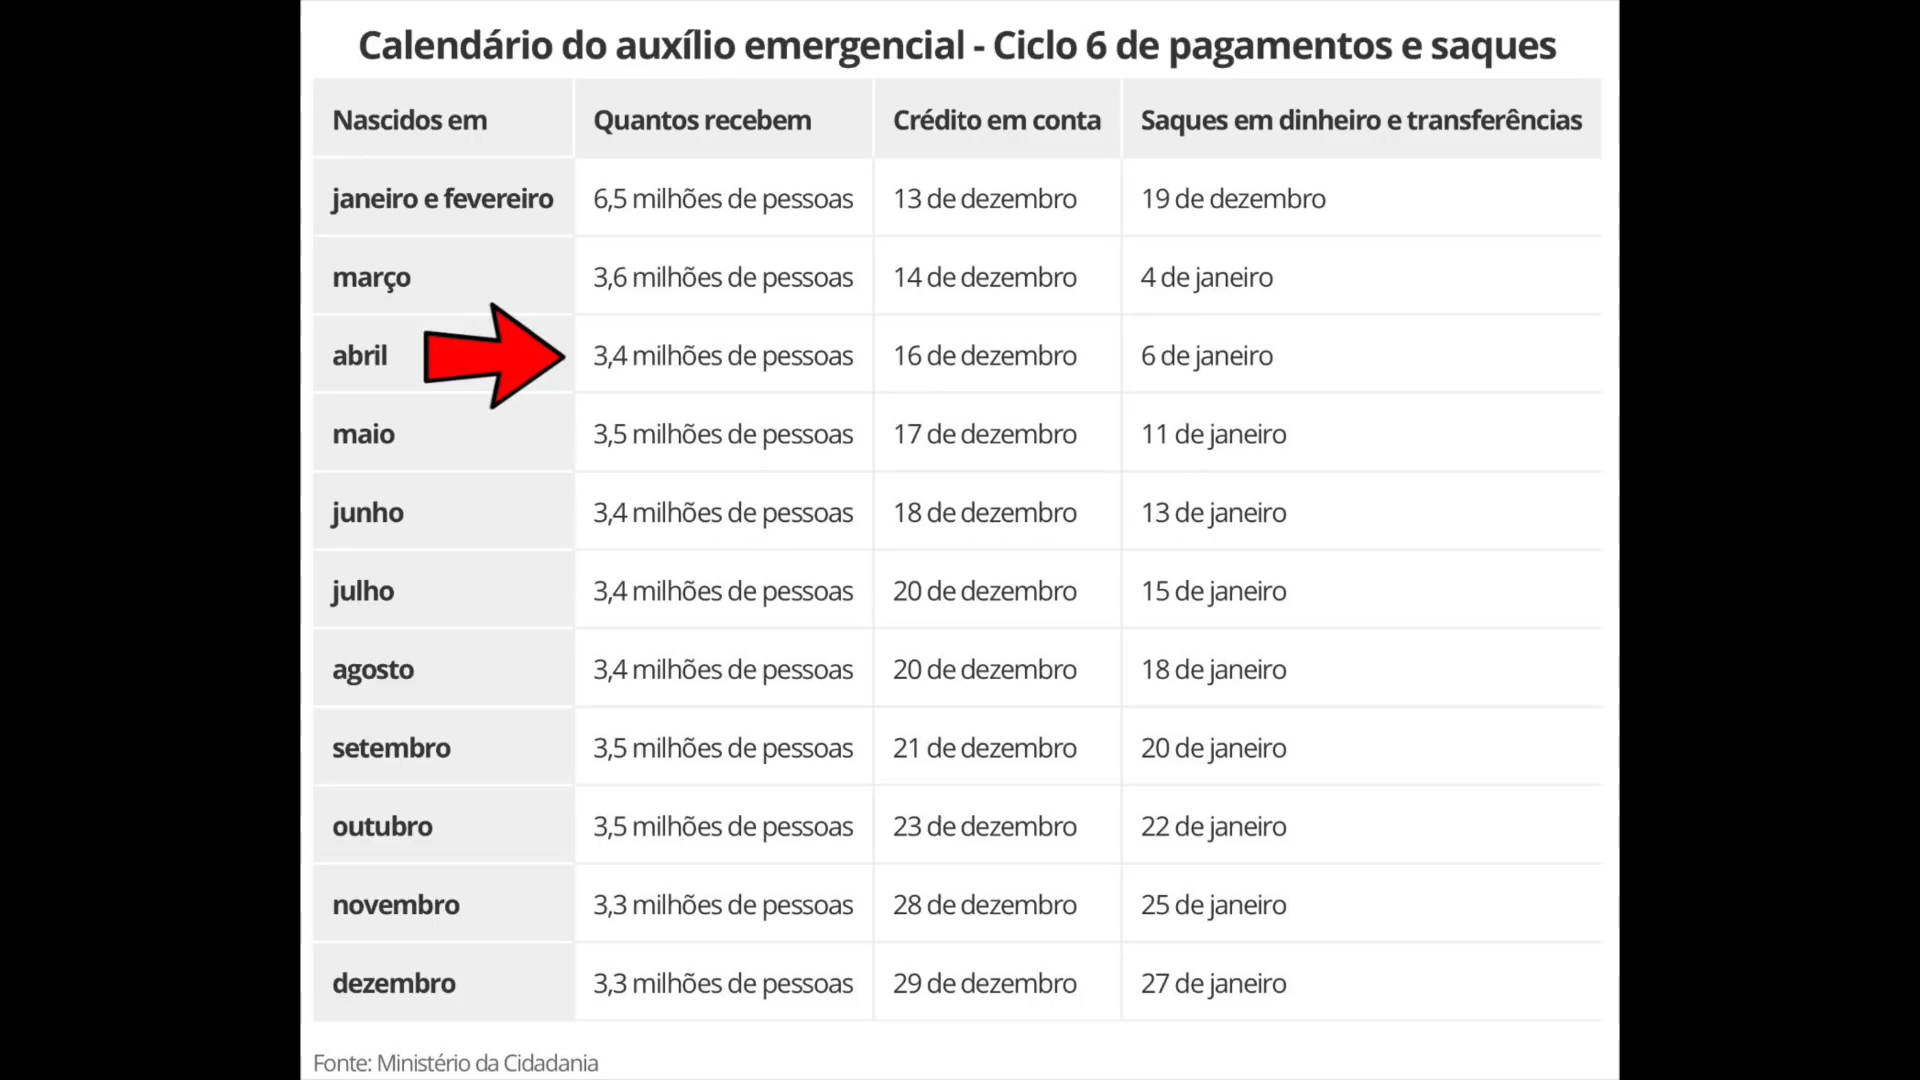 Calendário do auxílio emergencial - Ciclo 6 de pagamentos e saques
Nascidos em Quantos recebem Crédito em conta Saques em dinheiro e transferências
janeiro e fevereiro 6,5 milhões de pessoas 13 de dezembro 19 de dezembro
março 3,6 milhões de pessoas 14 de dezembro 4 de janeiro
abril 3,4 milhões de pessoas 16 de dezembro 6 de janeiro
maio 3,5 milhões de pessoas 17 de dezembro 11 de janeiro
junho 3,4 milhões de pessoas 18 de dezembro 13 de janeiro
julho 3,4 milhões de pessoas 20 de dezembro 15 de janeiro
agosto 3,4 milhões de pessoas 20 de dezembro 18 de janeiro
setembro 3,5 milhões de pessoas 21 de dezembro 20 de janeiro
outubro 3,5 milhões de pessoas 23 de dezembro 22 de janeiro
novembro 3,3 milhões de pessoas 28 de dezembro 25 de janeiro
dezembro 3,3 milhões de pessoas 29 de dezembro 27 de janeiro
Fonte: Ministério da Cidadania